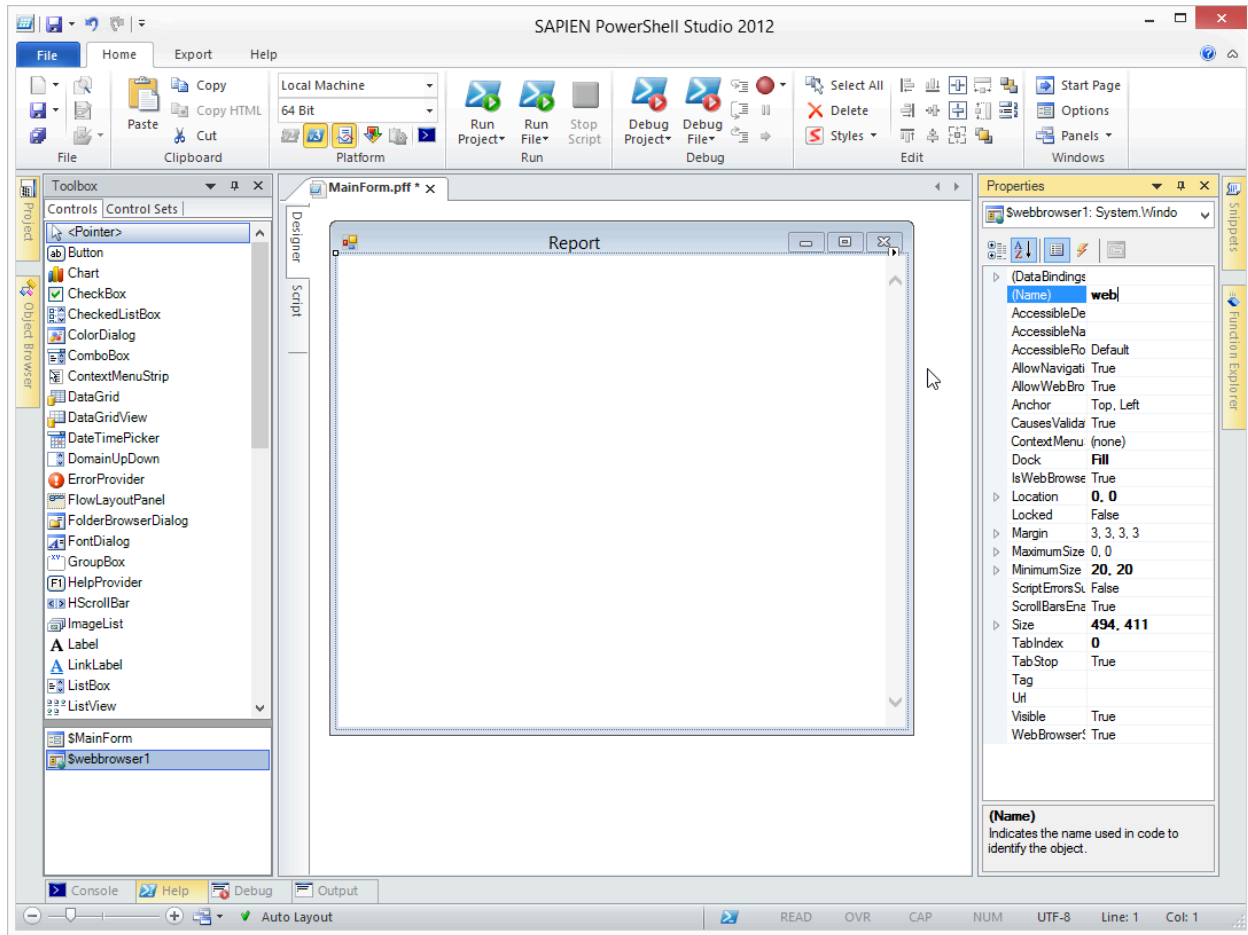 SAPIEN PowerShell Studio 2012
File Home Export Help
Copy Local Machine Select All Start Page
Copy HTML 64 Bit Delete Options
Paste Cut Run Project Run File Stop Script Debug Project Debug File Styles Panels
File Clipboard Platform Run Debug Edit Windows
Project
Object Browser
Toolbox
Controls Control Sets
<Pointer>
ab Button
Chart
CheckBox
CheckedListBox
ColorDialog
ComboBox
ContextMenuStrip
DataGrid
DataGridView
DateTimePicker
DomainUpDown
ErrorProvider
FlowLayoutPanel
FolderBrowserDialog
FontDialog
GroupBox
F1 HelpProvider
HScrollBar
ImageList
A Label
A LinkLabel
ListBox
ListView
$MainForm
$webbrowser1
MainForm.pff * x
Designer
Script
Report
Properties
$webbrowser1: System.Windo
(DataBindings
(Name) web
AccessibleDe
AccessibleNa
AccessibleRo Default
AllowNavigati True
AllowWebBro True
Anchor Top, Left
CausesValida True
ContextMenu (none)
Dock Fill
IsWebBrowse True
Location 0, 0
Locked False
Margin 3, 3, 3, 3
MaximumSize 0, 0
MinimumSize 20, 20
ScriptErrorsSu False
ScrollBarsEna True
Size 494, 411
TabIndex 0
TabStop True
Tag
Url
Visible True
WebBrowserS True
(Name)
Indicates the name used in code to
identify the object.
Snippets
Function Explorer
Console Help Debug Output
Auto Layout READ OVR CAP NUM UTF-8 Line: 1 Col: 1